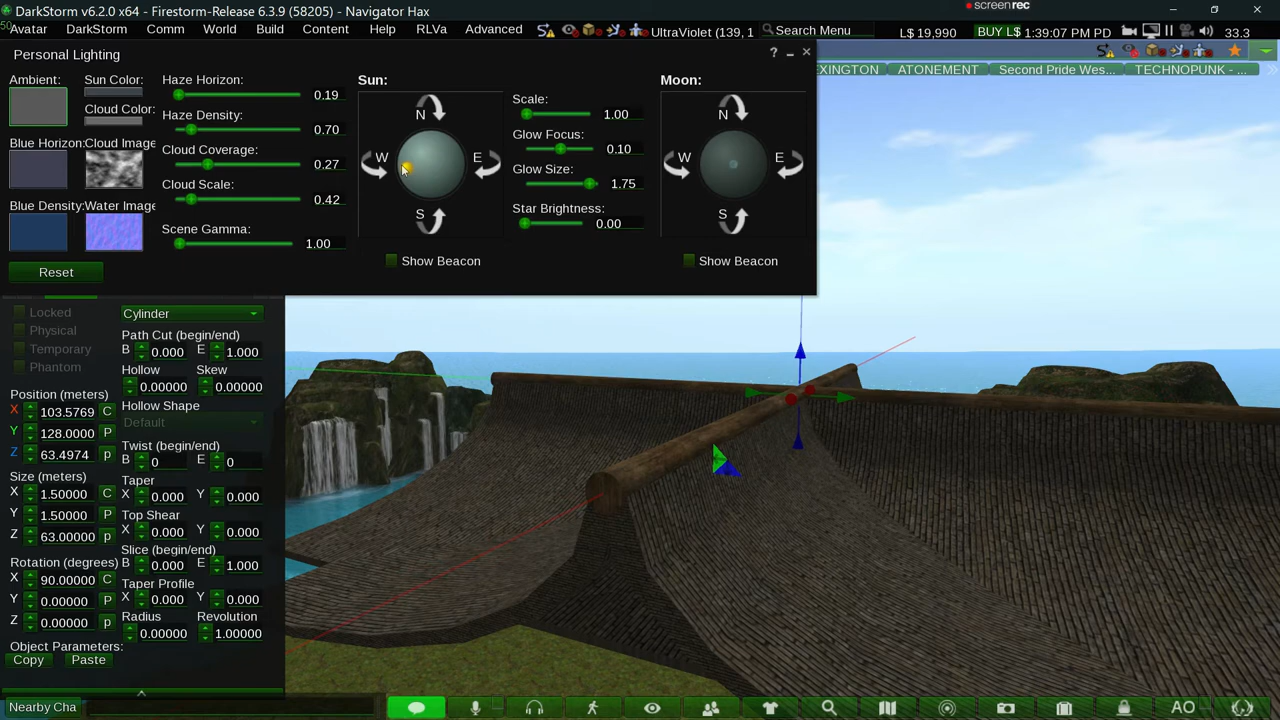 DarkStorm v6.2.0 x64 - Firestorm-Release 6.3.9 (58205) - Navigator Hax
screenrec
50
Avatar DarkStorm Comm World Build Content Help RLVa Advanced UltraViolet (139, 1 Search Menu L$ 19,990 BUY L$ 1:39:07 PM PD 33.3
Personal Lighting ?
EXINGTON ATONEMENT Second Pride Wes... TECHNOPUNK - ...
Ambient: Sun Color: Haze Horizon: Sun: Moon:
0.19
Scale:
Cloud Color: Haze Density: N 1.00 N
0.70
Glow Focus:
Blue Horizon: Cloud Image Cloud Coverage: W E 0.10 W E
0.27
Glow Size:
Cloud Scale: 1.75
0.42
Blue Density: Water Image Star Brightness:
S 0.00 S
Scene Gamma:
1.00
Show Beacon Show Beacon
Reset
Locked Cylinder
Physical Path Cut (begin/end)
Temporary B 0.000 E 1.000
Phantom Hollow Skew
0.00000 0.00000
Position (meters)
X 103.5769 C Hollow Shape
Default
Y 128.0000 P
Twist (begin/end)
Z 63.4974 P B 0 E 0
Size (meters) Taper
X 1.50000 C X 0.000 Y 0.000
Y 1.50000 P Top Shear
X 0.000 Y 0.000
Z 63.00000 p
Slice (begin/end)
Rotation (degrees) B 0.000 E 1.000
X 90.00000 C Taper Profile
Y 0.00000 P X 0.000 Y 0.000
Z 0.00000 p Radius Revolution
0.00000 1.00000
Object Parameters:
Copy Paste
Nearby Cha AO